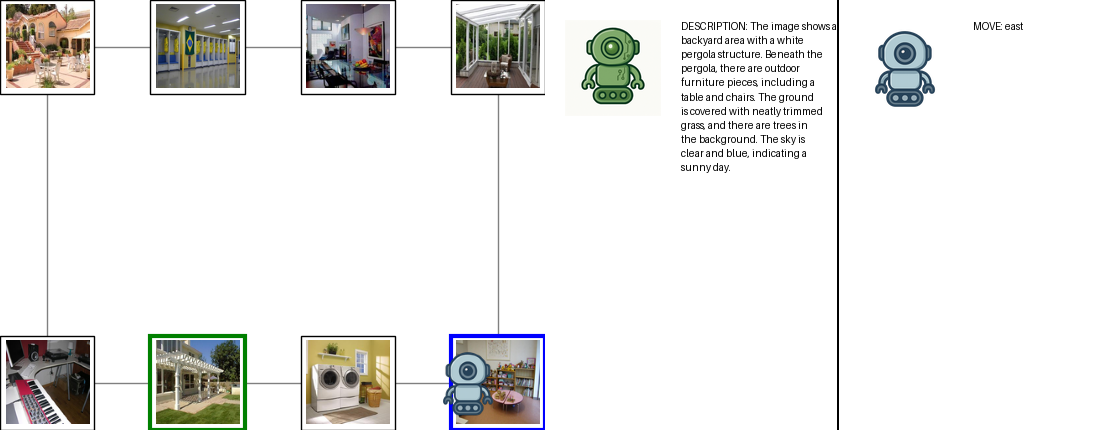 DESCRIPTION: The image shows a
backyard area with a white
pergola structure. Beneath the
pergola, there are outdoor
furniture pieces, including a
table and chairs. The ground
is covered with neatly trimmed
grass, and there are trees in
the background. The sky is
clear and blue, indicating a
sunny day.
MOVE: east